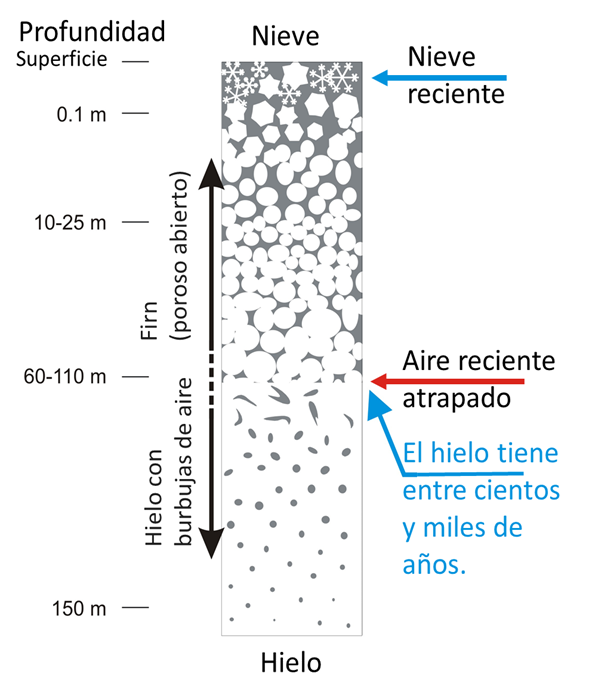 Profundidad
Nieve
Superficie
Nieve
reciente
0.1 m
10-25 m
Firn
(poroso abierto)
60-110 m
Aire reciente
atrapado
Hielo con
burbujas de aire
El hielo tiene
entre cientos
y miles de
años.
150 m
Hielo